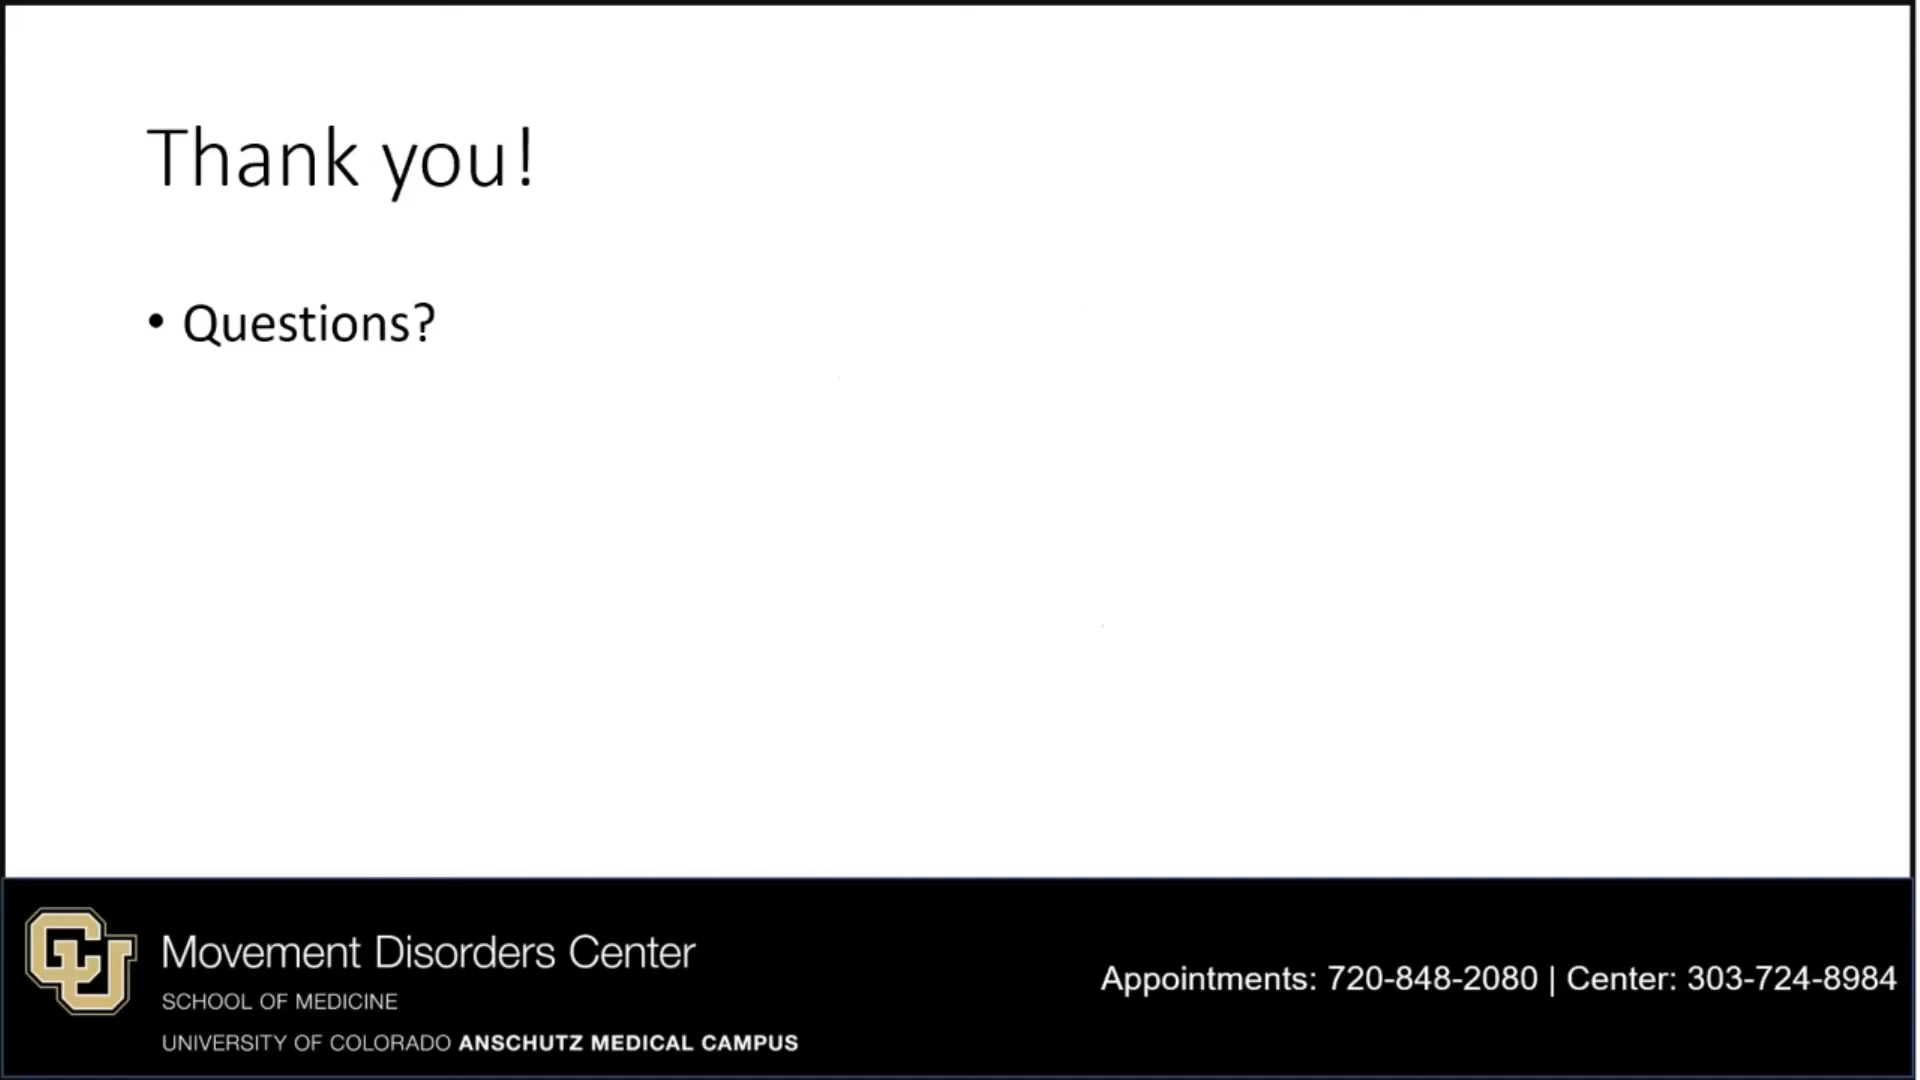 Thank you!
• Questions?
CU
Movement Disorders Center
SCHOOL OF MEDICINE
UNIVERSITY OF COLORADO ANSCHUTZ MEDICAL CAMPUS
Appointments: 720-848-2080 | Center: 303-724-8984